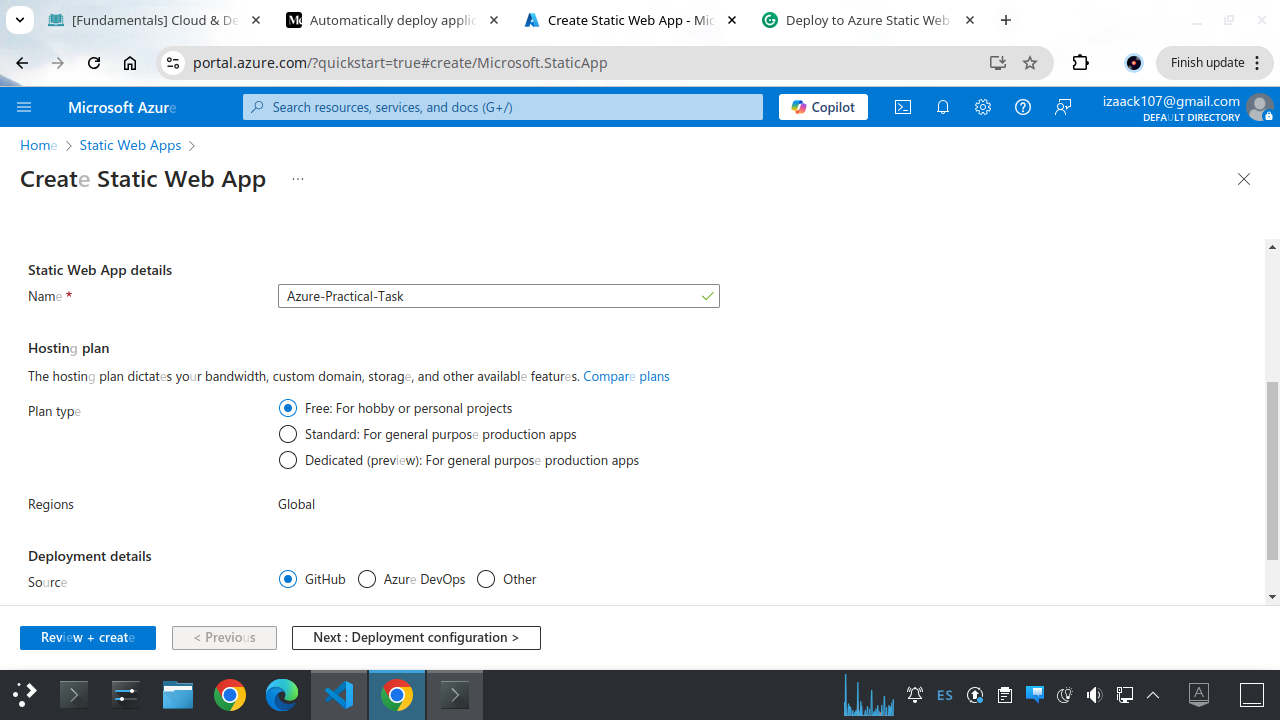 [Fundamentals] Cloud & De
Automatically deploy applic
Create Static Web App - Mic
Deploy to Azure Static Web
portal.azure.com/?quickstart=true#create/Microsoft.StaticApp
Finish update
Microsoft Azure
Search resources, services, and docs (G+/)
Copilot
izaack107@gmail.com
DEFAULT DIRECTORY
Home > Static Web Apps >
Create Static Web App ...
Static Web App details
Name *
Azure-Practical-Task
Hosting plan
The hosting plan dictates your bandwidth, custom domain, storage, and other available features. Compare plans
Plan type
Free: For hobby or personal projects
Standard: For general purpose production apps
Dedicated (preview): For general purpose production apps
Regions
Global
Deployment details
Source
GitHub
Azure DevOps
Other
Review + create
< Previous
Next : Deployment configuration >
ES
A